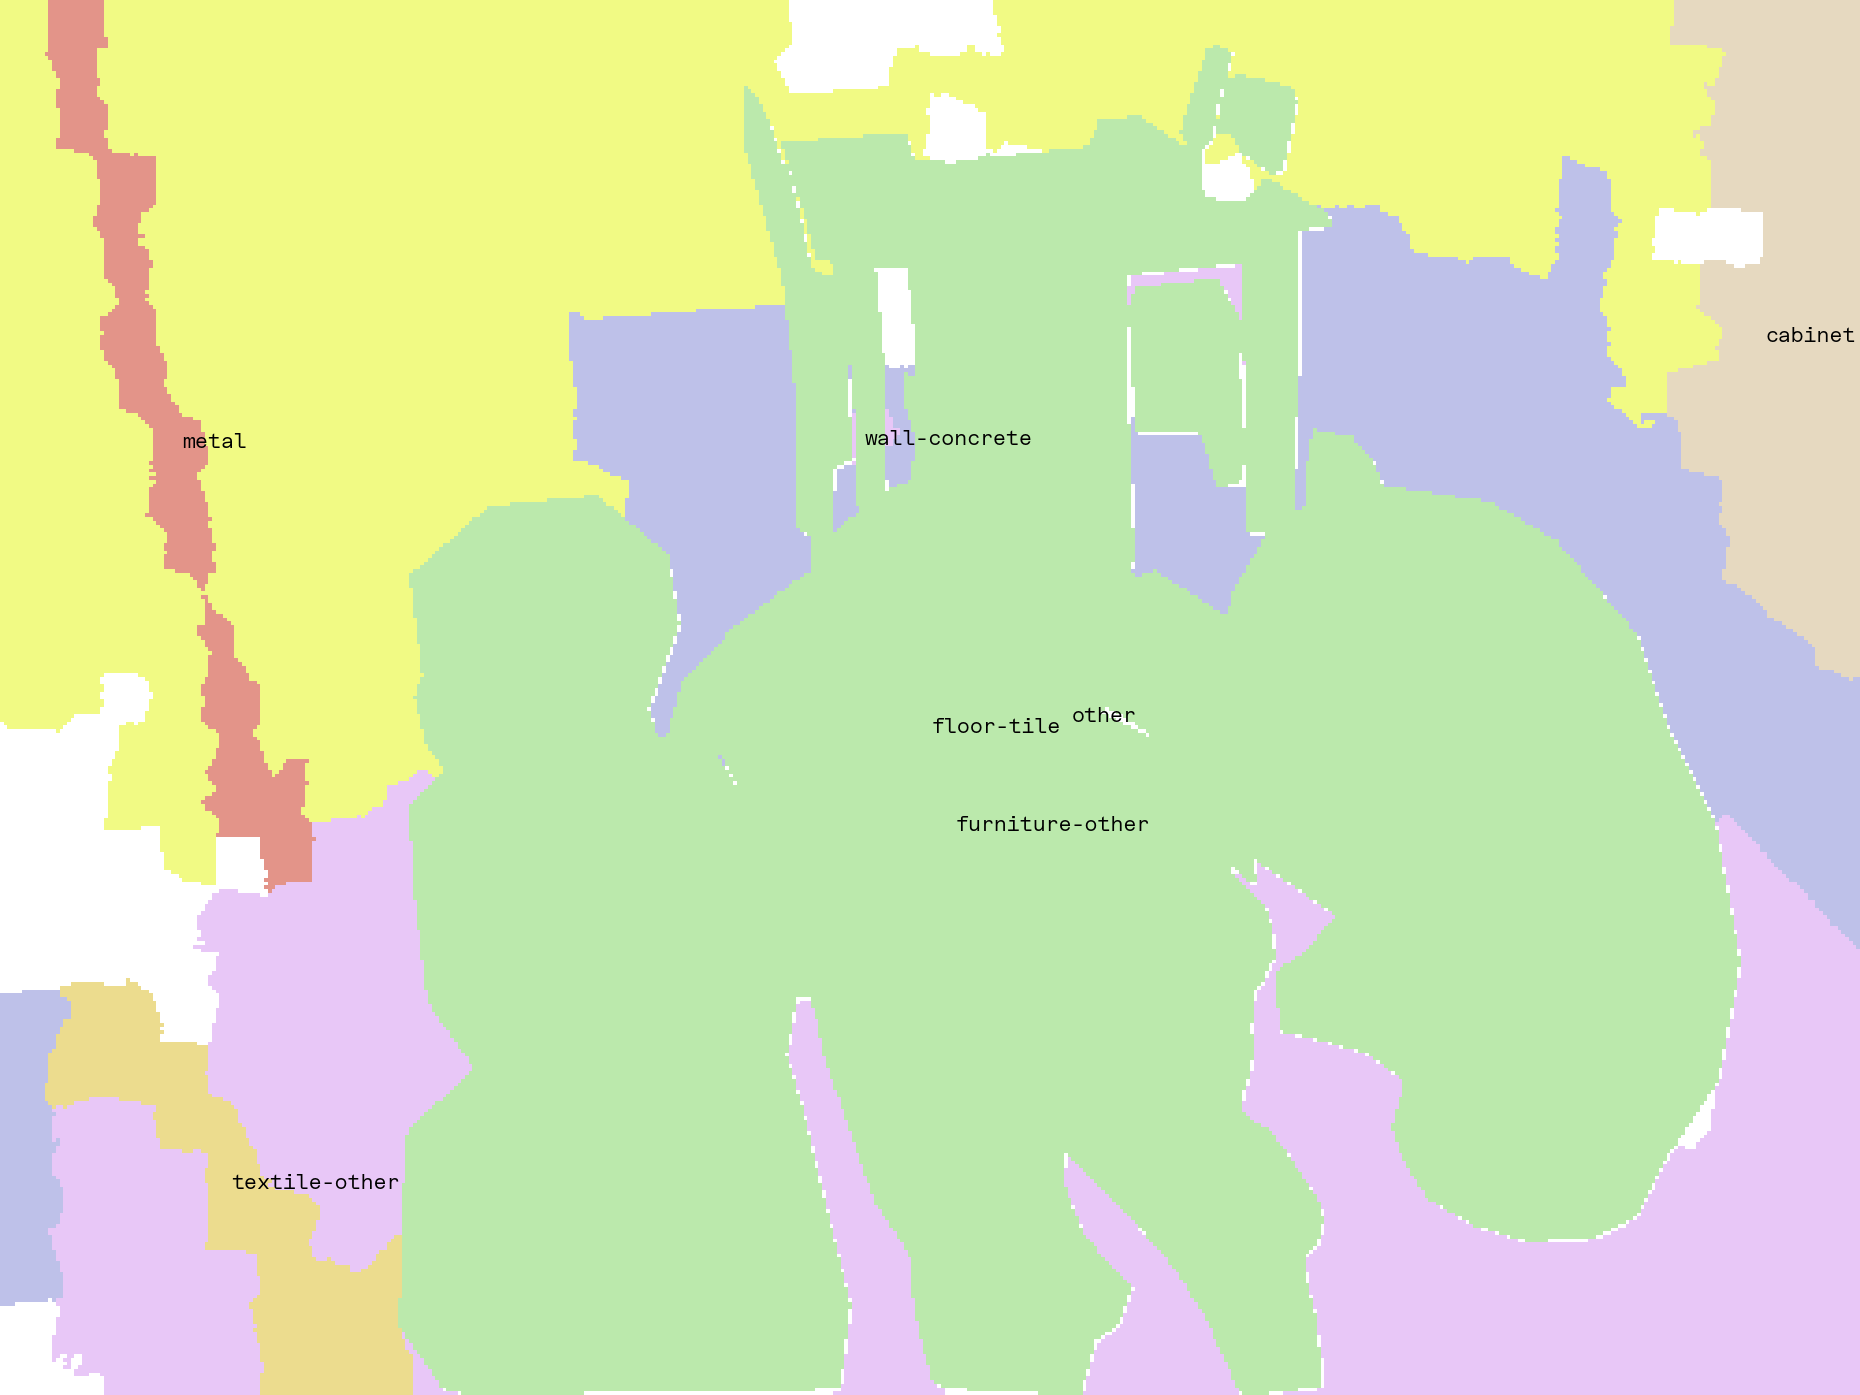 cabinet
metal
wall-concrete
other
floor-tile
furniture-other
textile-other